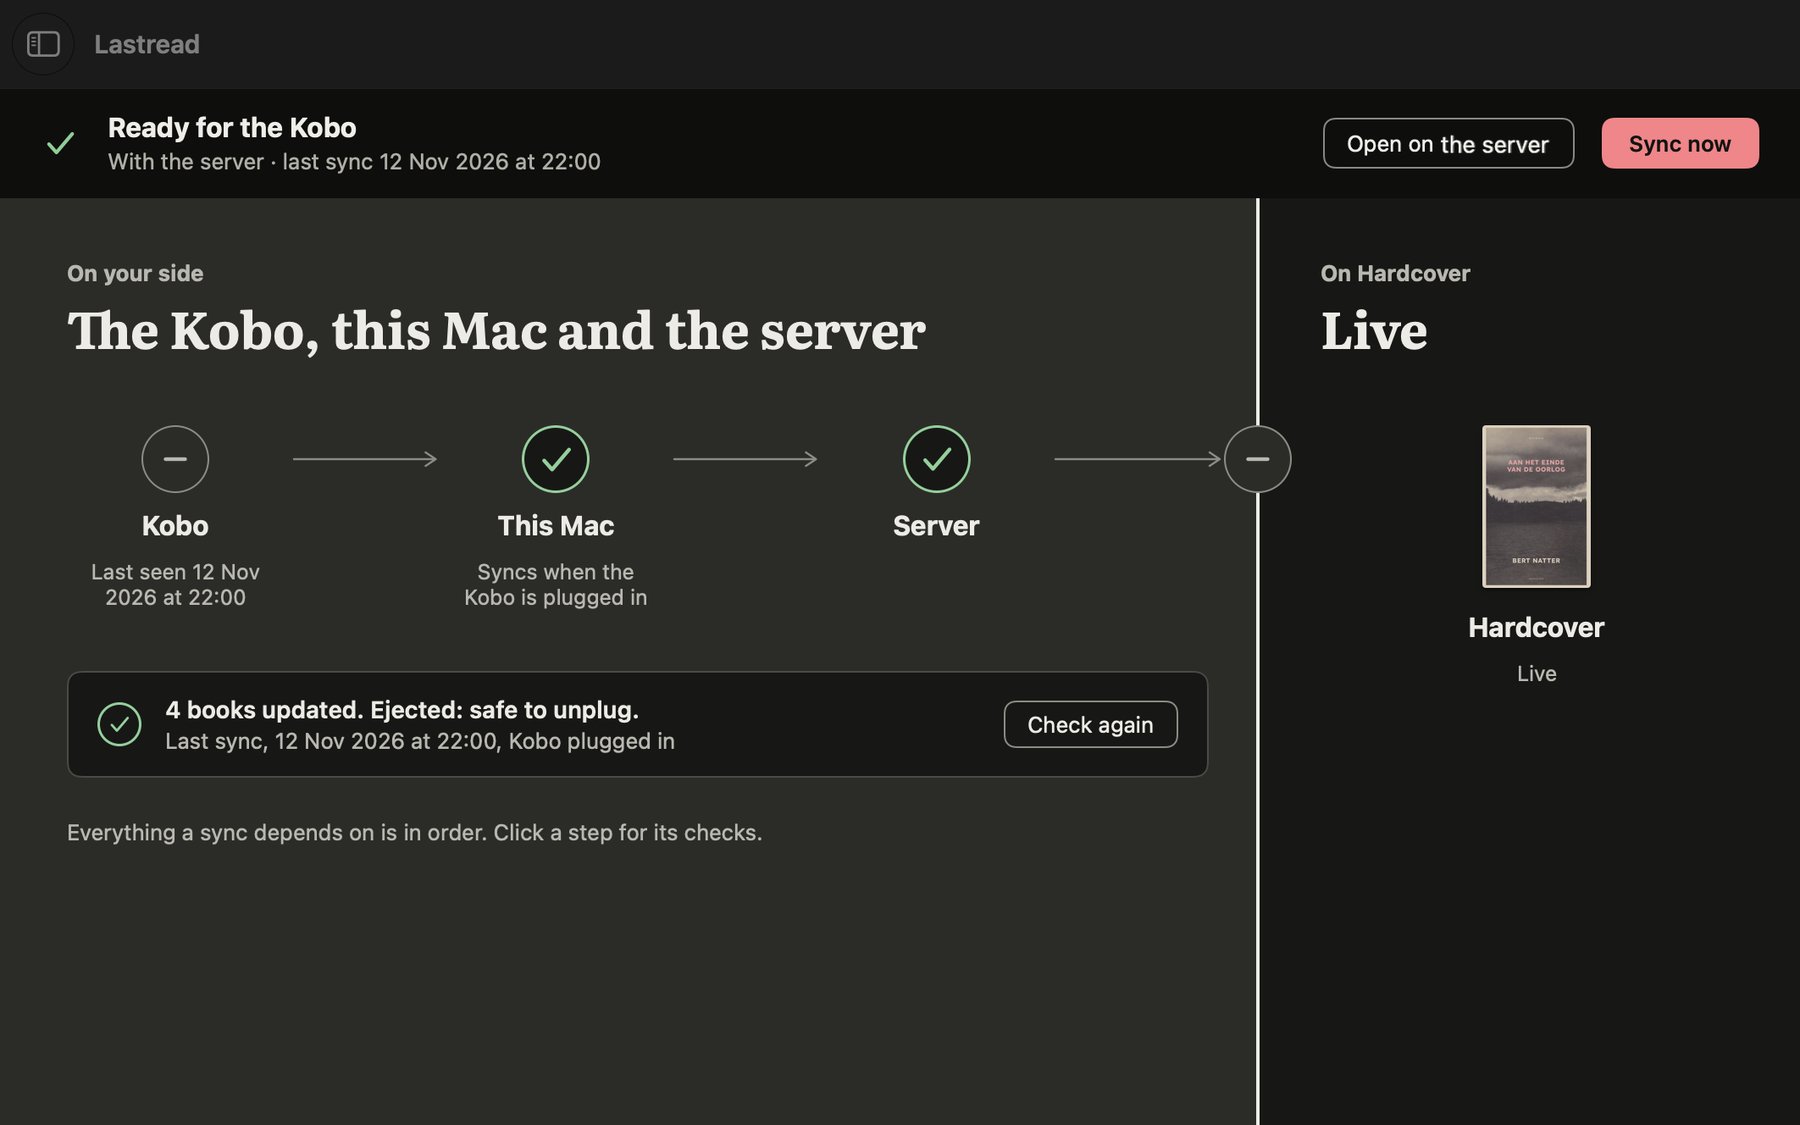 Lastread
Ready for the Kobo
With the server · last sync 12 Nov 2026 at 22:00
Open on the server
Sync now
On your side
The Kobo, this Mac and the server
Kobo
Last seen 12 Nov
2026 at 22:00
This Mac
Syncs when the
Kobo is plugged in
Server
4 books updated. Ejected: safe to unplug.
Last sync, 12 Nov 2026 at 22:00, Kobo plugged in
Check again
Everything a sync depends on is in order. Click a step for its checks.
On Hardcover
Live
AAN HET EINDE
VAN DE OORLOG
BERT NATTER
Hardcover
Live